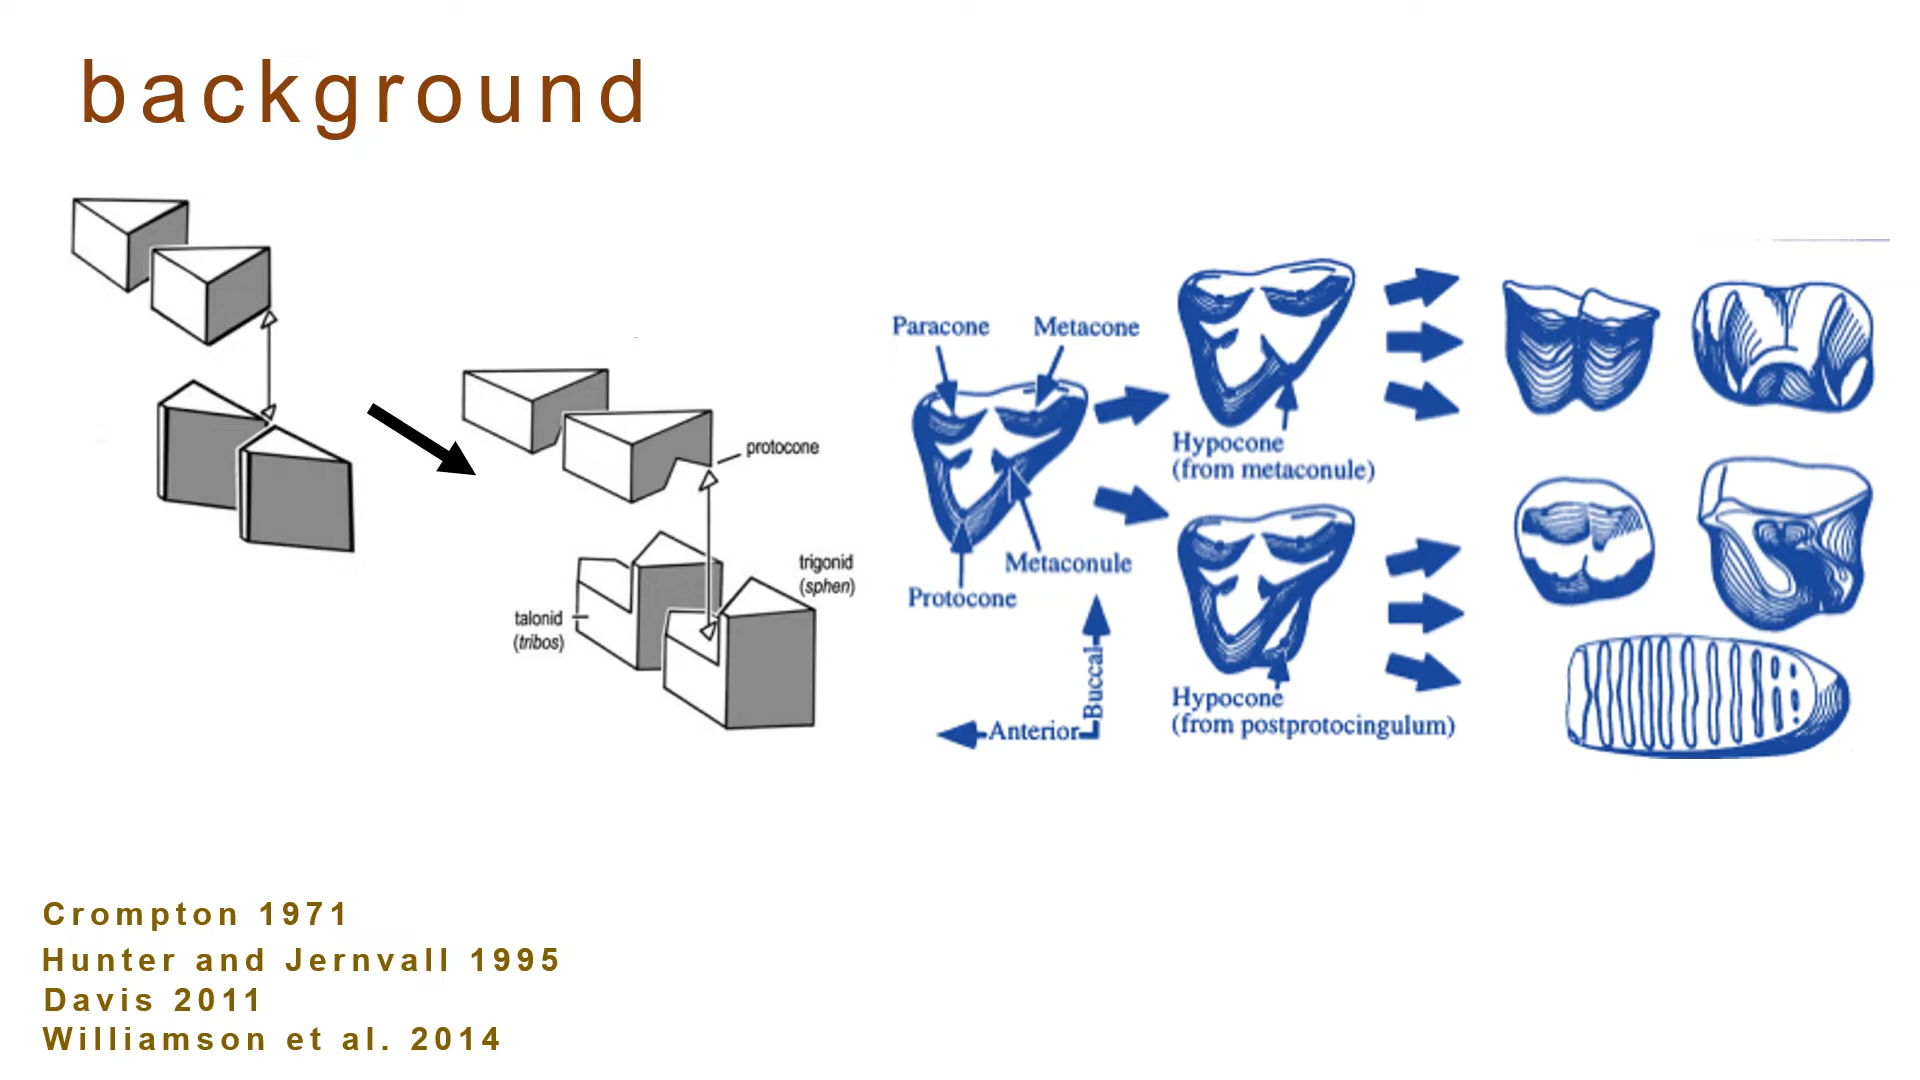 background
protocone
trigonid
(sphen)
talonid
(tribos)
Paracone
Metacone
Metaconule
Protocone
Buccal
Anterior
Hypocone
(from metaconule)
Hypocone
(from postprotocingulum)
Crompton 1971
Hunter and Jernvall 1995
Davis 2011
Williamson et al. 2014